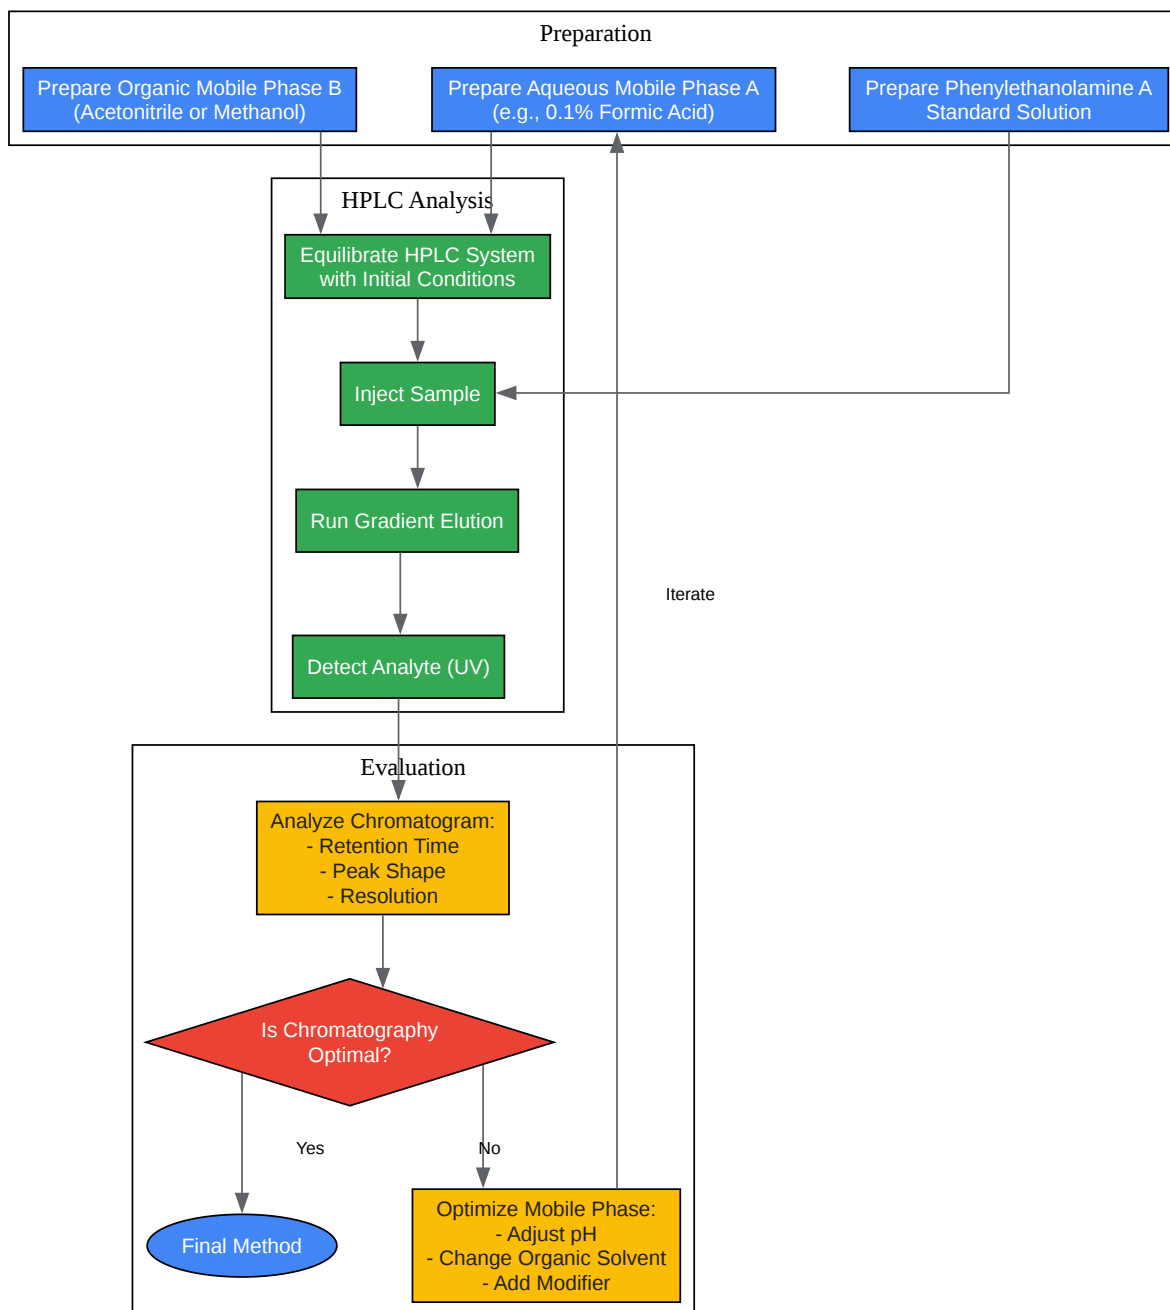 Preparation
Prepare Organic Mobile Phase B
(Acetonitrile or Methanol)
Prepare Aqueous Mobile Phase A
(e.g., 0.1% Formic Acid)
Prepare Phenylethanolamine A
Standard Solution
HPLC Analysis
Equilibrate HPLC System
with Initial Conditions
Inject Sample
Run Gradient Elution
Iterate
Detect Analyte (UV)
Evaluation
Analyze Chromatogram:
- Retention Time
- Peak Shape
- Resolution
Is Chromatography
Optimal?
Yes
No
Final Method
Optimize Mobile Phase:
- Adjust pH
- Change Organic Solvent
- Add Modifier